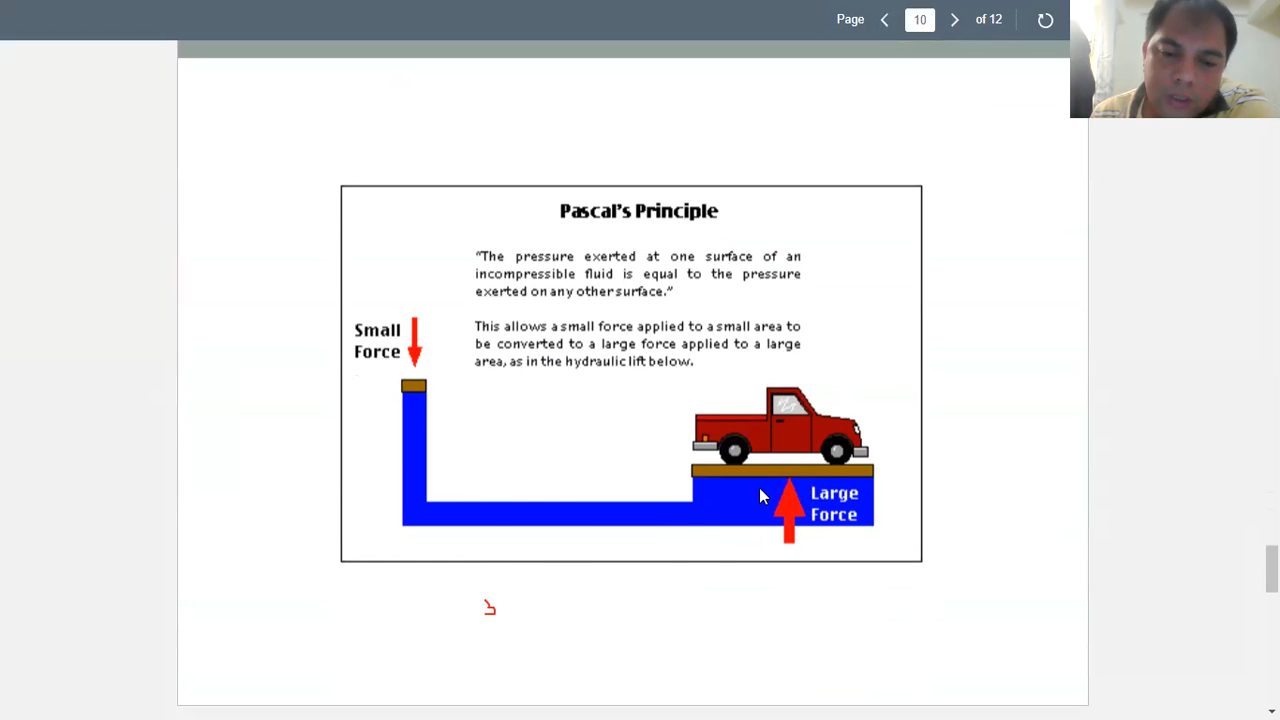 Page 10 of 12
Pascal's Principle
"The pressure exerted at one surface of an
incompressible fluid is equal to the pressure
exerted on any other surface."
This allows a small force applied to a small area to
be converted to a large force applied to a large
area, as in the hydraulic lift below.
Small
Force
Large
Force